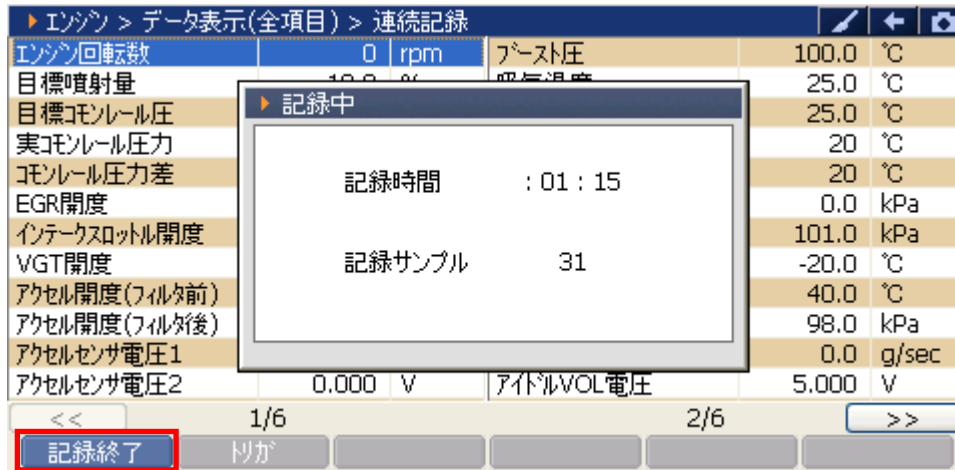 エンジン > データ表示(全項目) > 連続記録
エンジン回転数 0 rpm ブースト圧 100.0 ℃
目標噴射量 25.0 ℃
目標コモンレール圧 25.0 ℃
実コモンレール圧力 20 ℃
コモンレール圧力差 20 ℃
EGR開度 0.0 kPa
インテークスロットル開度 101.0 kPa
VGT開度 -20.0 ℃
アクセル開度(フィルタ前) 40.0 ℃
アクセル開度(フィルタ後) 98.0 kPa
アクセルセンサ電圧1 0.0 g/sec
アクセルセンサ電圧2 0.000 V アイドルVOL電圧 5.000 V
記録中
記録時間 :01:15
記録サンプル 31
<< 1/6 2/6 >>
記録終了 トリガ